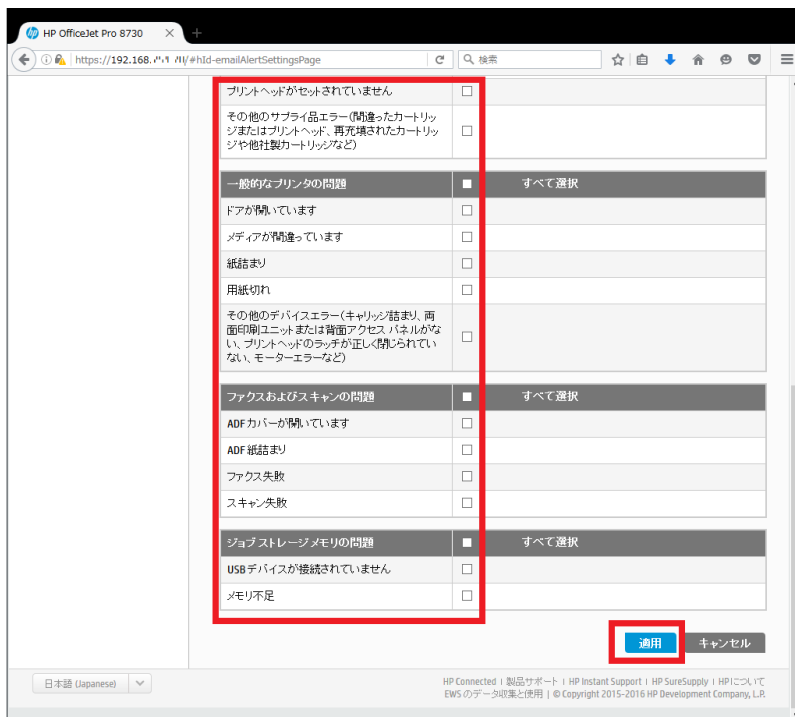 HP OfficeJet Pro 8730
https://192.168. /#hId-emailAlertSettingsPage
検索
プリントヘッドがセットされていません
その他のサプライ品エラー(間違ったカートリッ
ジまたはプリントヘッド、再充填されたカートリッ
ジや他社製カートリッジなど)
一般的なプリンタの問題 すべて選択
ドアが開いています
メディアが間違っています
紙詰まり
用紙切れ
その他のデバイスエラー(キャリッジ詰まり、両
面印刷ユニットまたは背面アクセス パネルがな
い、プリントヘッドのラッチが正しく閉じられてい
ない、モーターエラーなど)
ファクスおよびスキャンの問題 すべて選択
ADF カバーが開いています
ADF 紙詰まり
ファクス失敗
スキャン失敗
ジョブ ストレージ メモリの問題 すべて選択
USB デバイスが接続されていません
メモリ不足
適用 キャンセル
日本語 (Japanese)
HP Connected | 製品サポート | HP Instant Support | HP SureSupply | HPについて
EWS のデータ収集と使用 | © Copyright 2015-2016 HP Development Company, L.P.